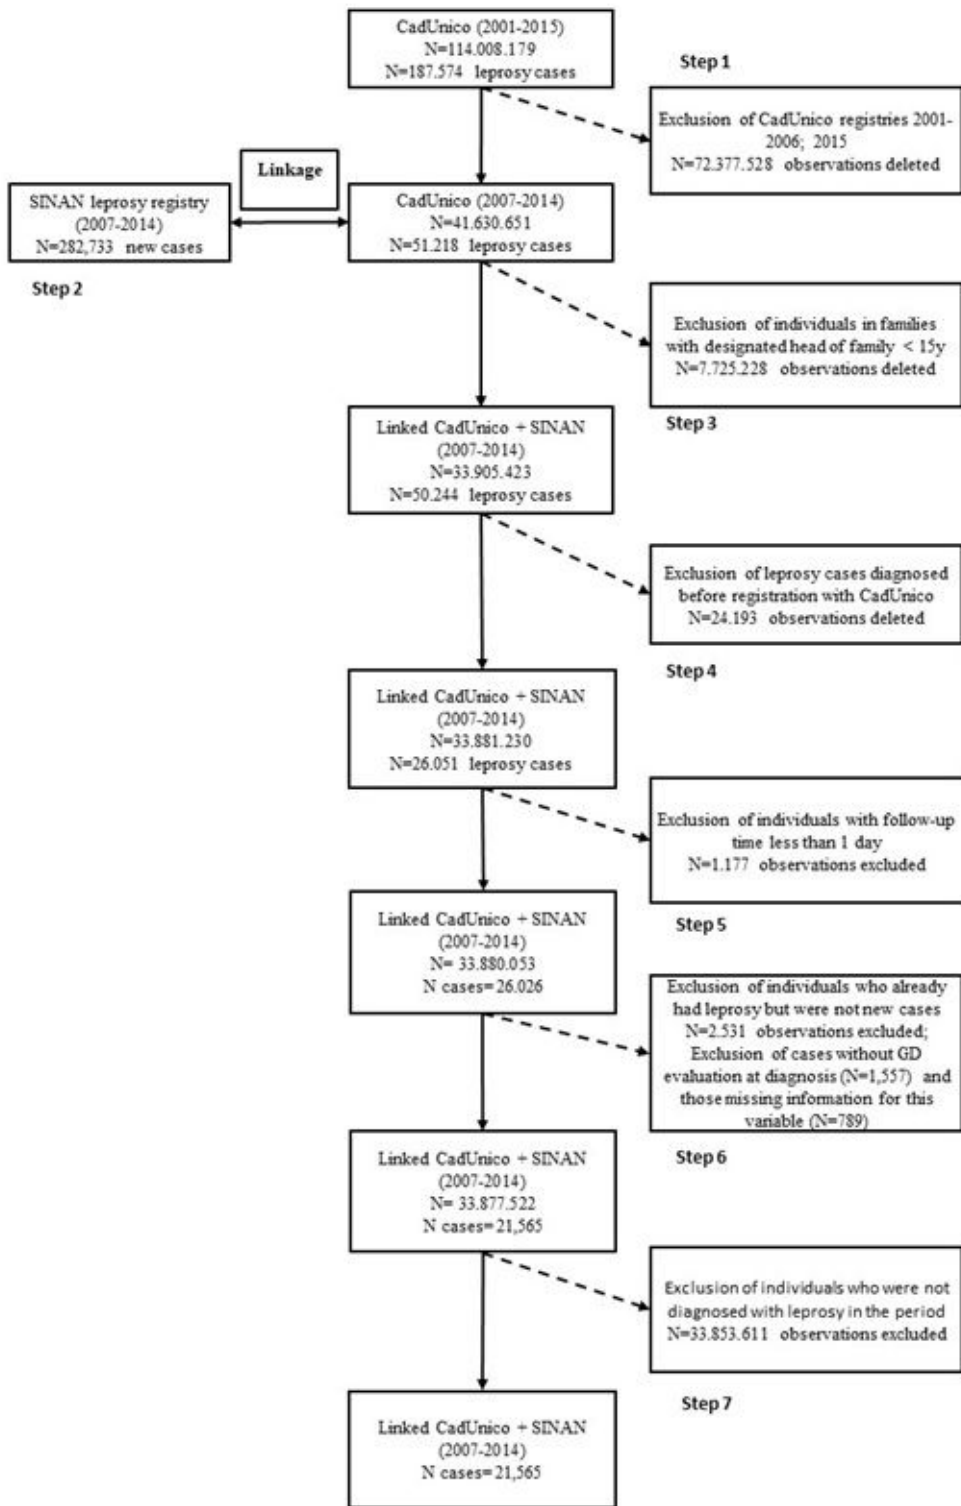 CadUnico (2001-2015)
N=114.008.179
N=187.574 leprosy cases
Step 1
Exclusion of CadUnico registries 2001-
2006; 2015
N=72.377.528 observations deleted
Linkage
SINAN leprosy registry
(2007-2014)
N=282,733 new cases
CadUnico (2007-2014)
N=41.630.651
N=51.218 leprosy cases
Step 2
Exclusion of individuals in families
with designated head of family < 15y
N=7.725.228 observations deleted
Step 3
Linked CadUnico + SINAN
(2007-2014)
N=33.905.423
N=50.244 leprosy cases
Exclusion of leprosy cases diagnosed
before registration with CadUnico
N=24.193 observations deleted
Step 4
Linked CadUnico + SINAN
(2007-2014)
N=33.881.230
N=26.051 leprosy cases
Exclusion of individuals with follow-up
time less than 1 day
N=1.177 observations excluded
Step 5
Linked CadUnico + SINAN
(2007-2014)
N= 33.880.053
N cases=26.026
Exclusion of individuals who already
had leprosy but were not new cases
N=2.531 observations excluded;
Exclusion of cases without GD
evaluation at diagnosis (N=1,557) and
those missing information for this
variable (N=789)
Step 6
Linked CadUnico + SINAN
(2007-2014)
N= 33.877.522
N cases=21,565
Exclusion of individuals who were not
diagnosed with leprosy in the period
N=33.853.611 observations excluded
Step 7
Linked CadUnico + SINAN
(2007-2014)
N cases=21,565